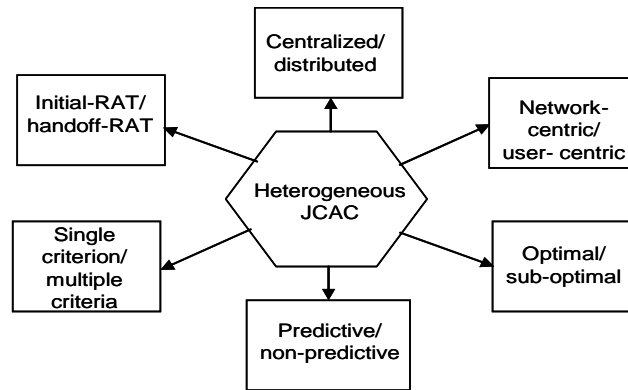 Centralized/
distributed
Initial-RAT/
handoff-RAT
Network-
centric/
user- centric
Heterogeneous
JCAC
Single
criterion/
multiple
criteria
Optimal/
sub-optimal
Predictive/
non-predictive